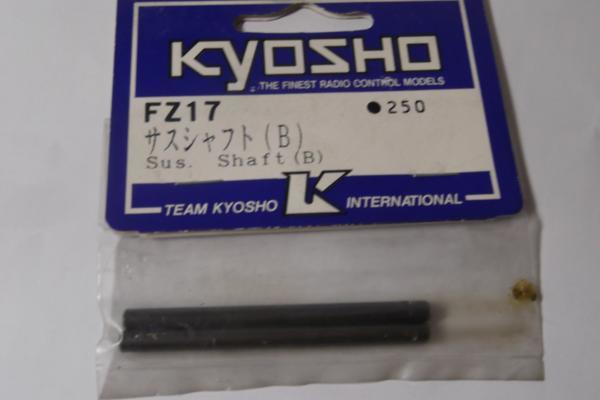 KYOSHO
THE FINEST RADIO CONTROL MODELS
FZ17 ●250
サスシャフト(B)
Sus. Shaft(B)
TEAM KYOSHO K INTERNATIONAL